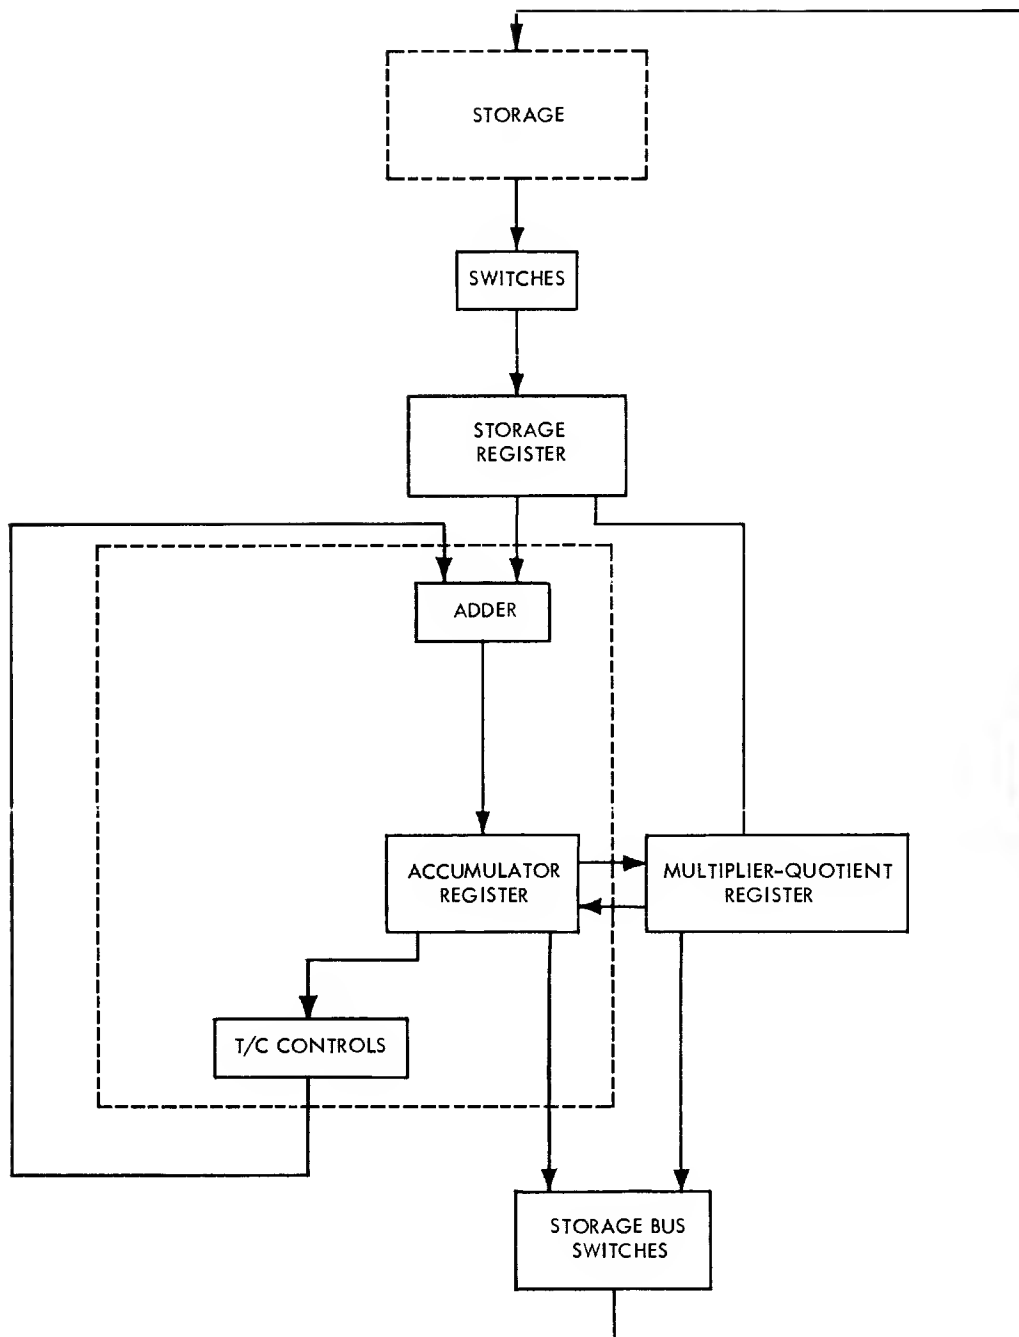 STORAGE
SWITCHES
STORAGE
REGISTER
ADDER
ACCUMULATOR
REGISTER
MULTIPLIER-QUOTIENT
REGISTER
T/C CONTROLS
STORAGE BUS
SWITCHES